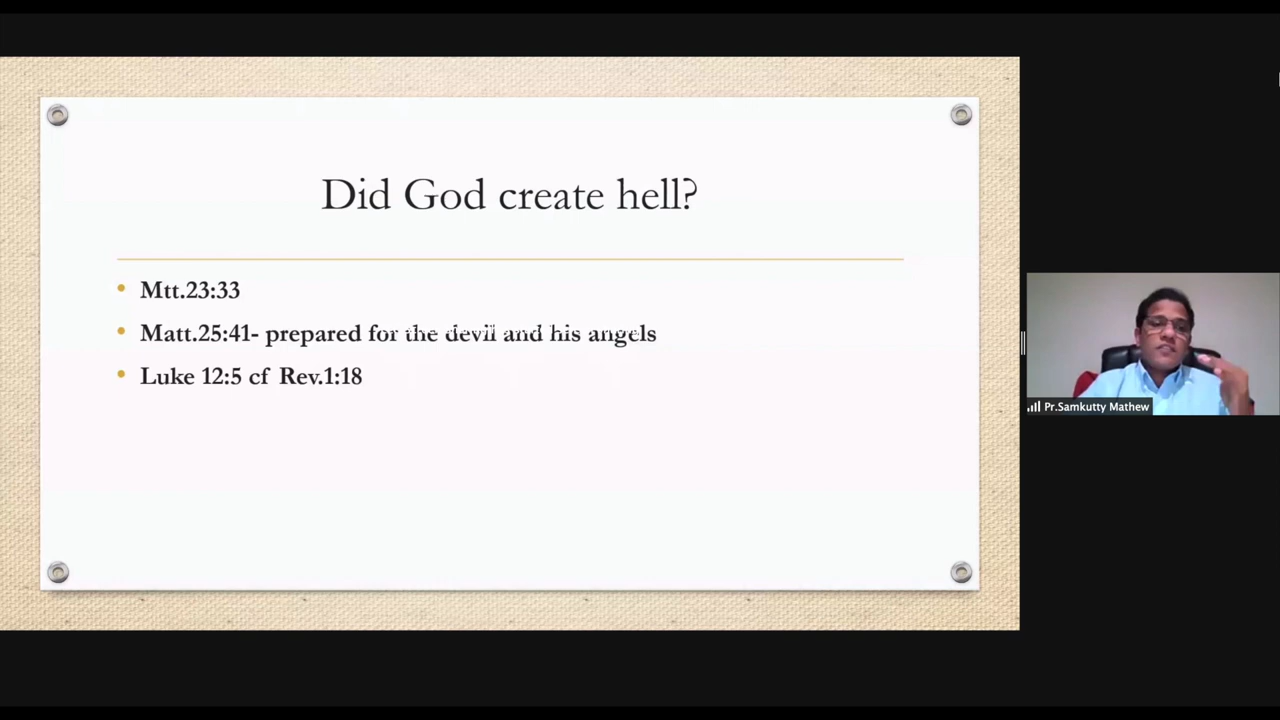 Did God create hell?
Mtt.23:33
Matt.25:41- prepared for the devil and his angels
Luke 12:5 cf Rev.1:18
Pr.Samkutty Mathew